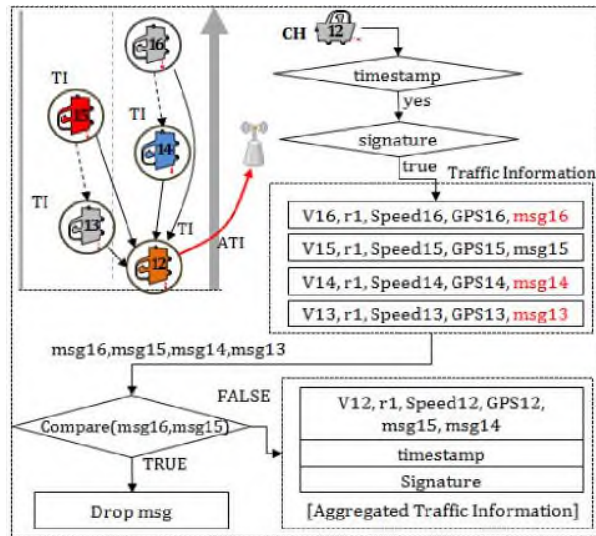 16
TI
15
TI
14
TI
13
TI
12
ATI
CH
12
timestamp
yes
signature
true
Traffic Information
V16, r1, Speed16, GPS16, msg16
V15, r1, Speed15, GPS15, msg15
V14, r1, Speed14, GPS14, msg14
V13, r1, Speed13, GPS13, msg13
msg16,msg15,msg14,msg13
Compare(msg16,msg15)
FALSE
TRUE
Drop msg
V12, r1, Speed12, GPS12,
msg15, msg14
timestamp
Signature
[Aggregated Traffic Information]